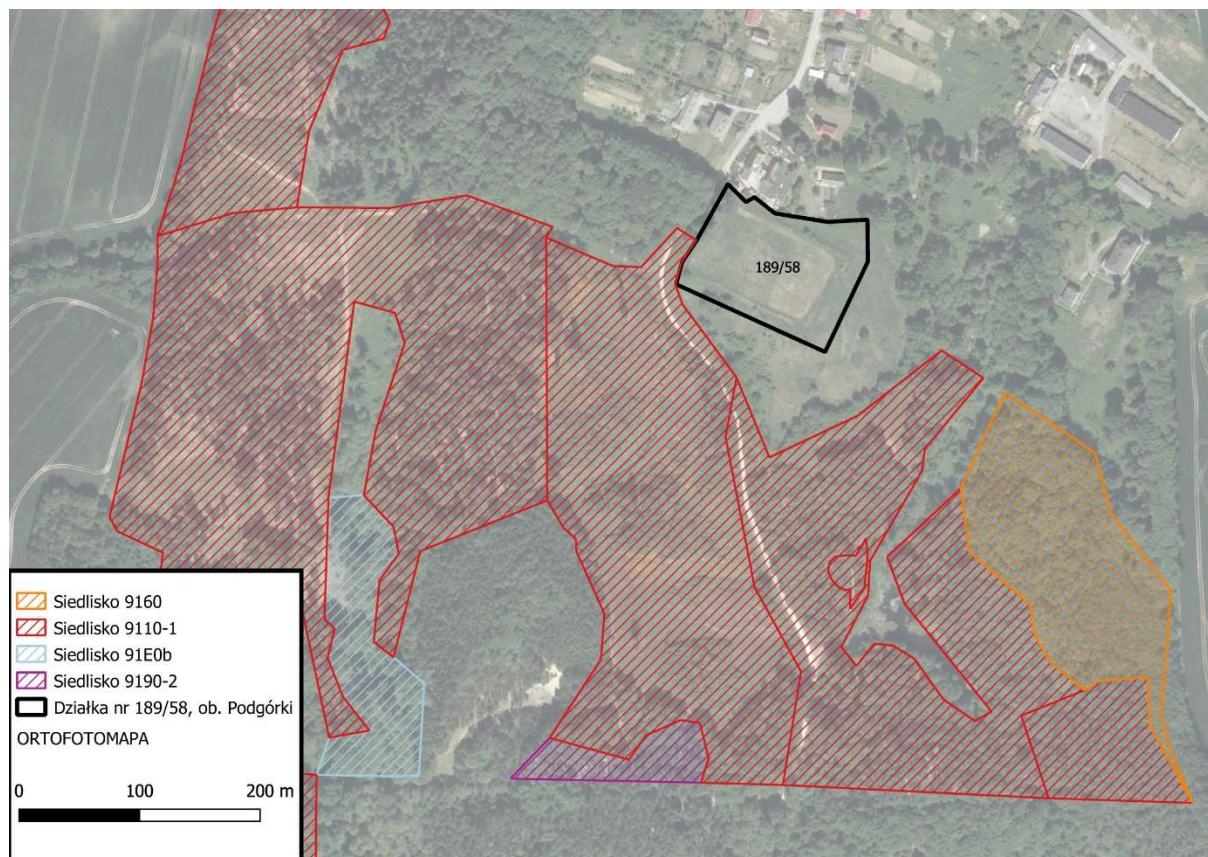 189/58
Siedlisko 9160
Siedlisko 9110-1
Siedlisko 91E0b
Siedlisko 9190-2
Działka nr 189/58, ob. Podgórki
ORTOFOTOMAPA
0 100 200 m